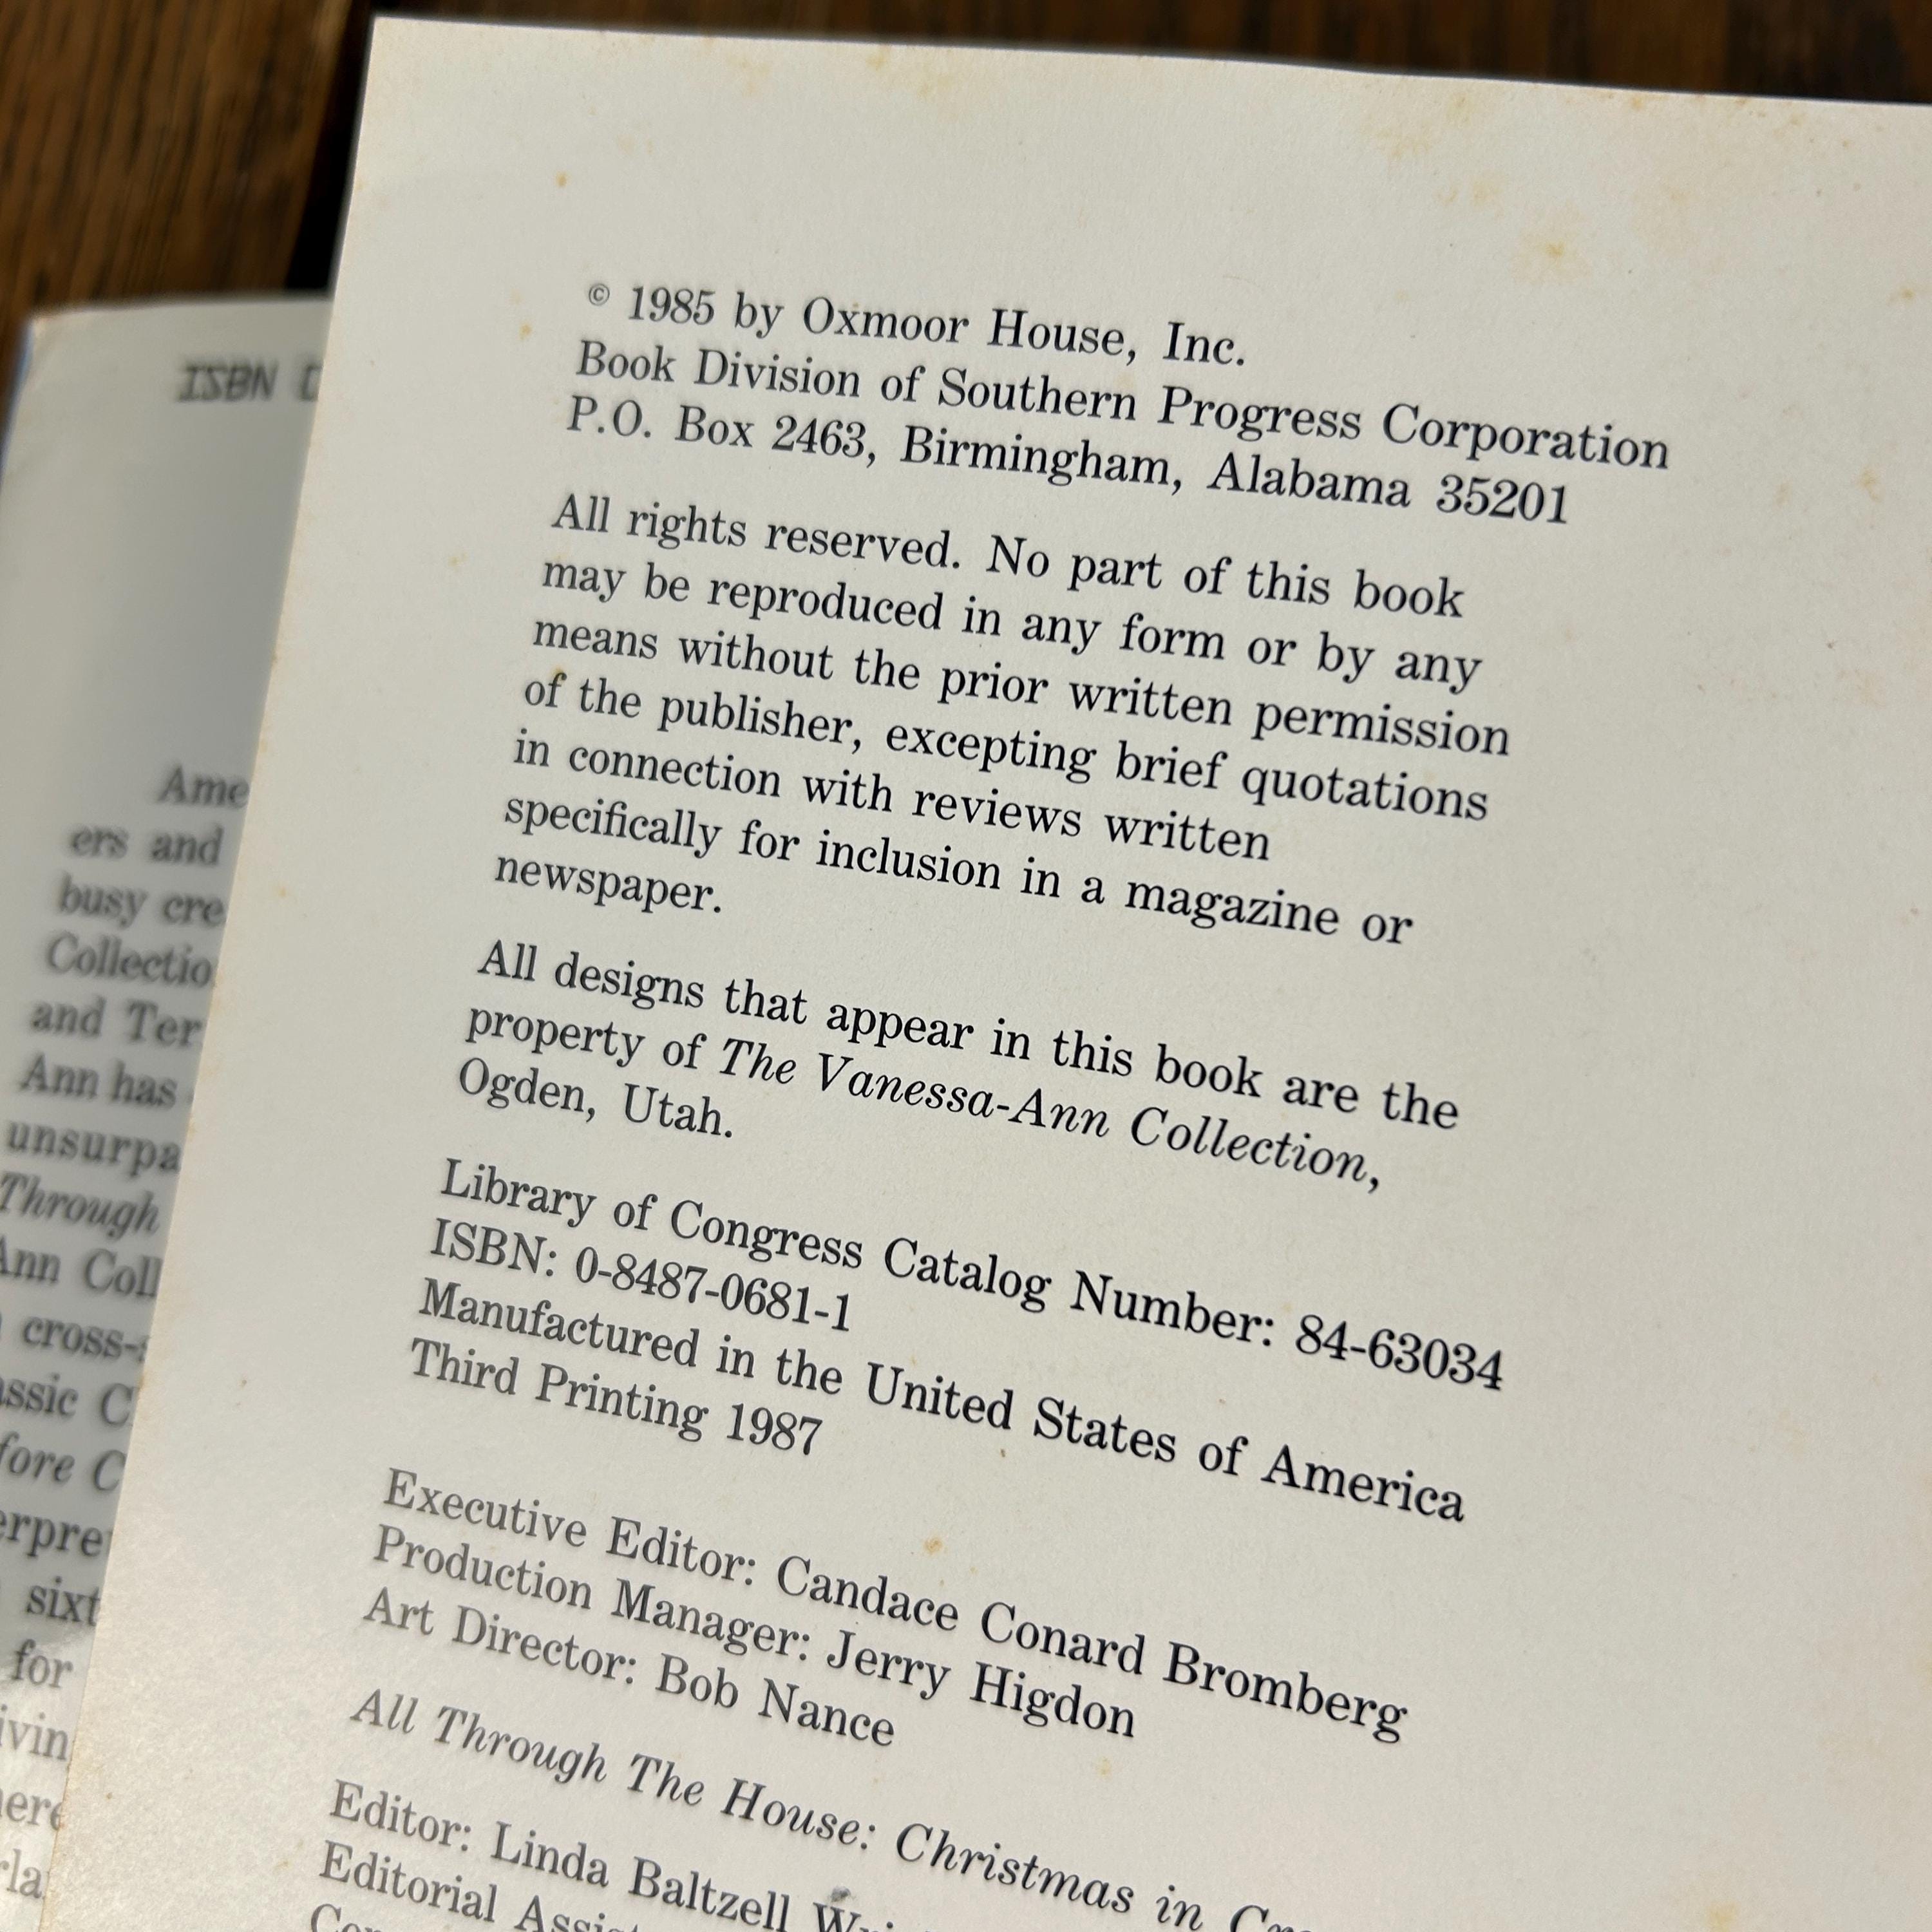 © 1985 by Oxmoor House, Inc.
Book Division of Southern Progress Corporation
P.O. Box 2463, Birmingham, Alabama 35201
All rights reserved. No part of this book
may be reproduced in any form or by any
means without the prior written permission
of the publisher, excepting brief quotations
in connection with reviews written
specifically for inclusion in a magazine or
newspaper.
All designs that appear in this book are the
property of The Vanessa-Ann Collection,
Ogden, Utah.
Library of Congress Catalog Number: 84-63034
ISBN: 0-8487-0681-1
Manufactured in the United States of America
Third Printing 1987
Executive Editor: Candace Conard Bromberg
Production Manager: Jerry Higdon
Art Director: Bob Nance
All Through The House: Christmas in
Editor: Linda Baltzell
Editorial
ISBN
Ame
ers and
busy cre
Collectio
and Ter
Ann has
unsurpa
Through
Ann Coll
cross-
assic C
fore C
erpre
sixt
for
ivin
here